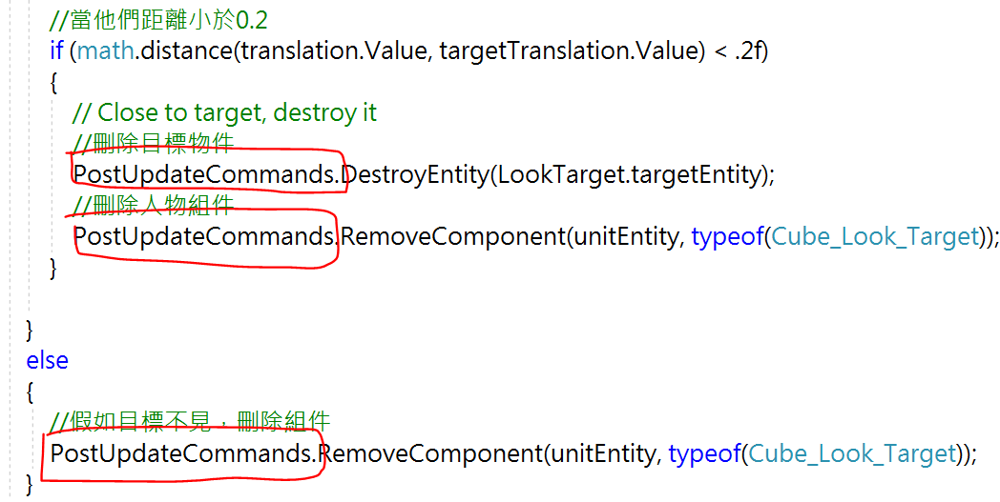 //當他們距離小於0.2
if (math.distance(translation.Value, targetTranslation.Value) < .2f)
{
// Close to target, destroy it
//刪除目標物件
PostUpdateCommands.DestroyEntity(LookTarget.targetEntity);
//刪除人物組件
PostUpdateCommands.RemoveComponent(unitEntity, typeof(Cube_Look_Target));
}
}
else
{
//假如目標不見，刪除組件
PostUpdateCommands.RemoveComponent(unitEntity, typeof(Cube_Look_Target));
}